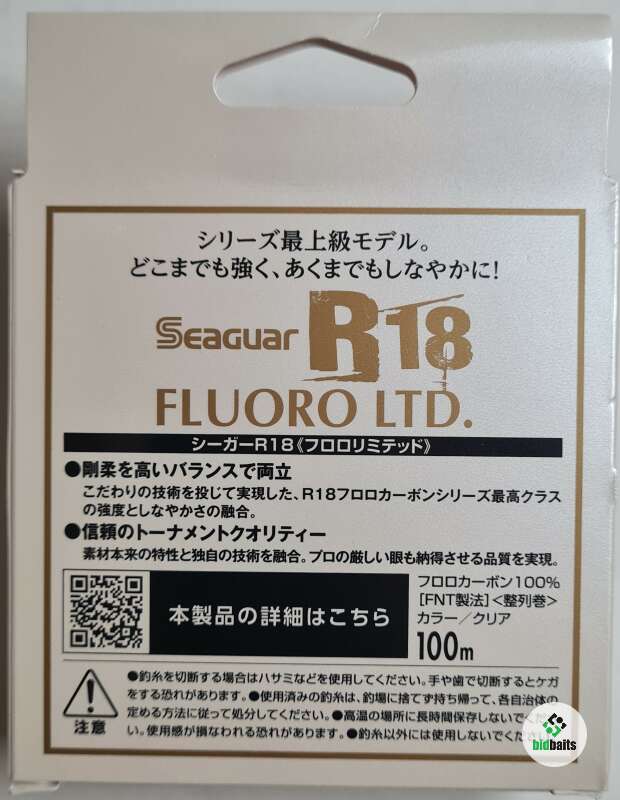 シリーズ最上級モデル。
どこまでも強く、あくまでもしなやかに!
SEAGUAR R18
FLUORO LTD.
シーガーR18《フロロリミテッド》
●剛柔を高いバランスで両立
こだわりの技術を投じて実現した、R18フロロカーボンシリーズ最高クラス
の強度としなやかさの融合。
●信頼のトーナメントクオリティー
素材本来の特性と独自の技術を融合。プロの厳しい眼も納得させる品質を実現。
本製品の詳細はこちら
フロロカーボン100%
[FNT製法]<整列巻>
カラー/クリア
100m
注意
●釣糸を切断する場合はハサミなどを使用してください。手や歯で切断するとケガ
をする恐れがあります。●使用済みの釣糸は、釣場に捨てず持ち帰って、各自治体の
定める方法に従って処分してください。●高温の場所に長時間保存しないでくだ
い。使用感が損なわれる恐れがあります。●釣糸以外には使用しないでくだ
bidbaits